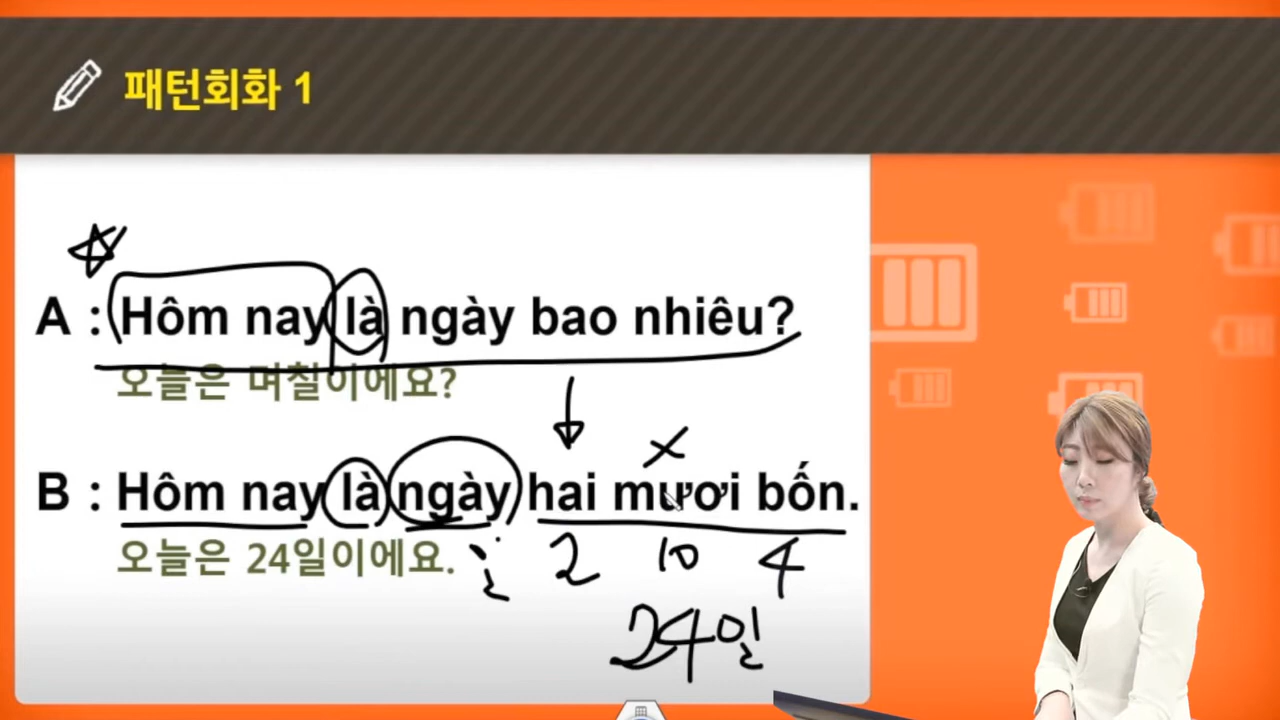 패턴회화 1
A : Hôm nay là ngày bao nhiêu?
오늘은 며칠이에요?
B : Hôm nay là ngày hai mươi bốn.
오늘은 24일이에요.
일 2 10 4
24일